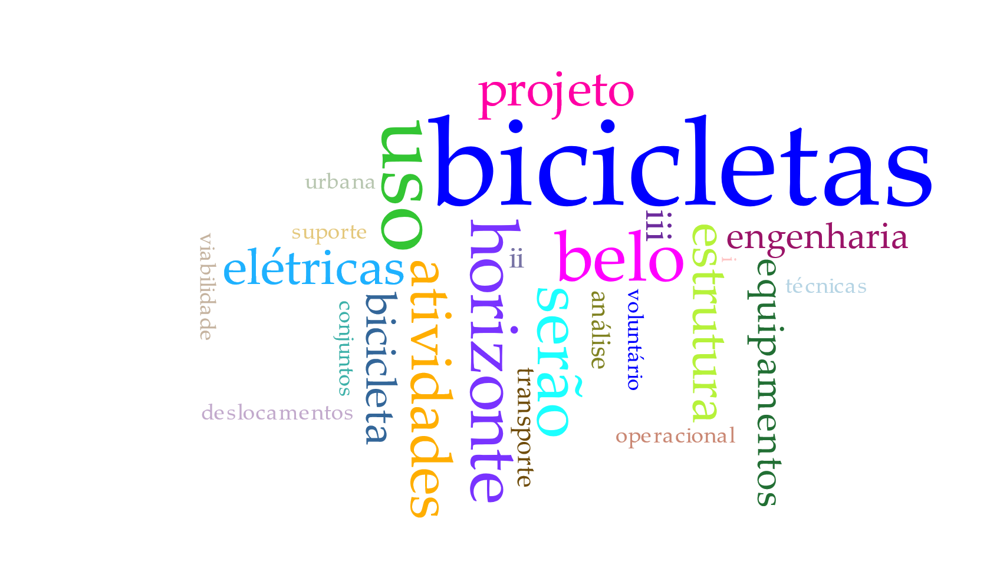 projeto
bicicletas
uso
urbana
iii
suporte
engenharia
viabilidade
elétricas
horizonte
ii
belo
estrutura
i
equipamentos
técnicas
atividades
bicicleta
conjuntos
serão
análise
voluntário
transporte
deslocamentos
operacional